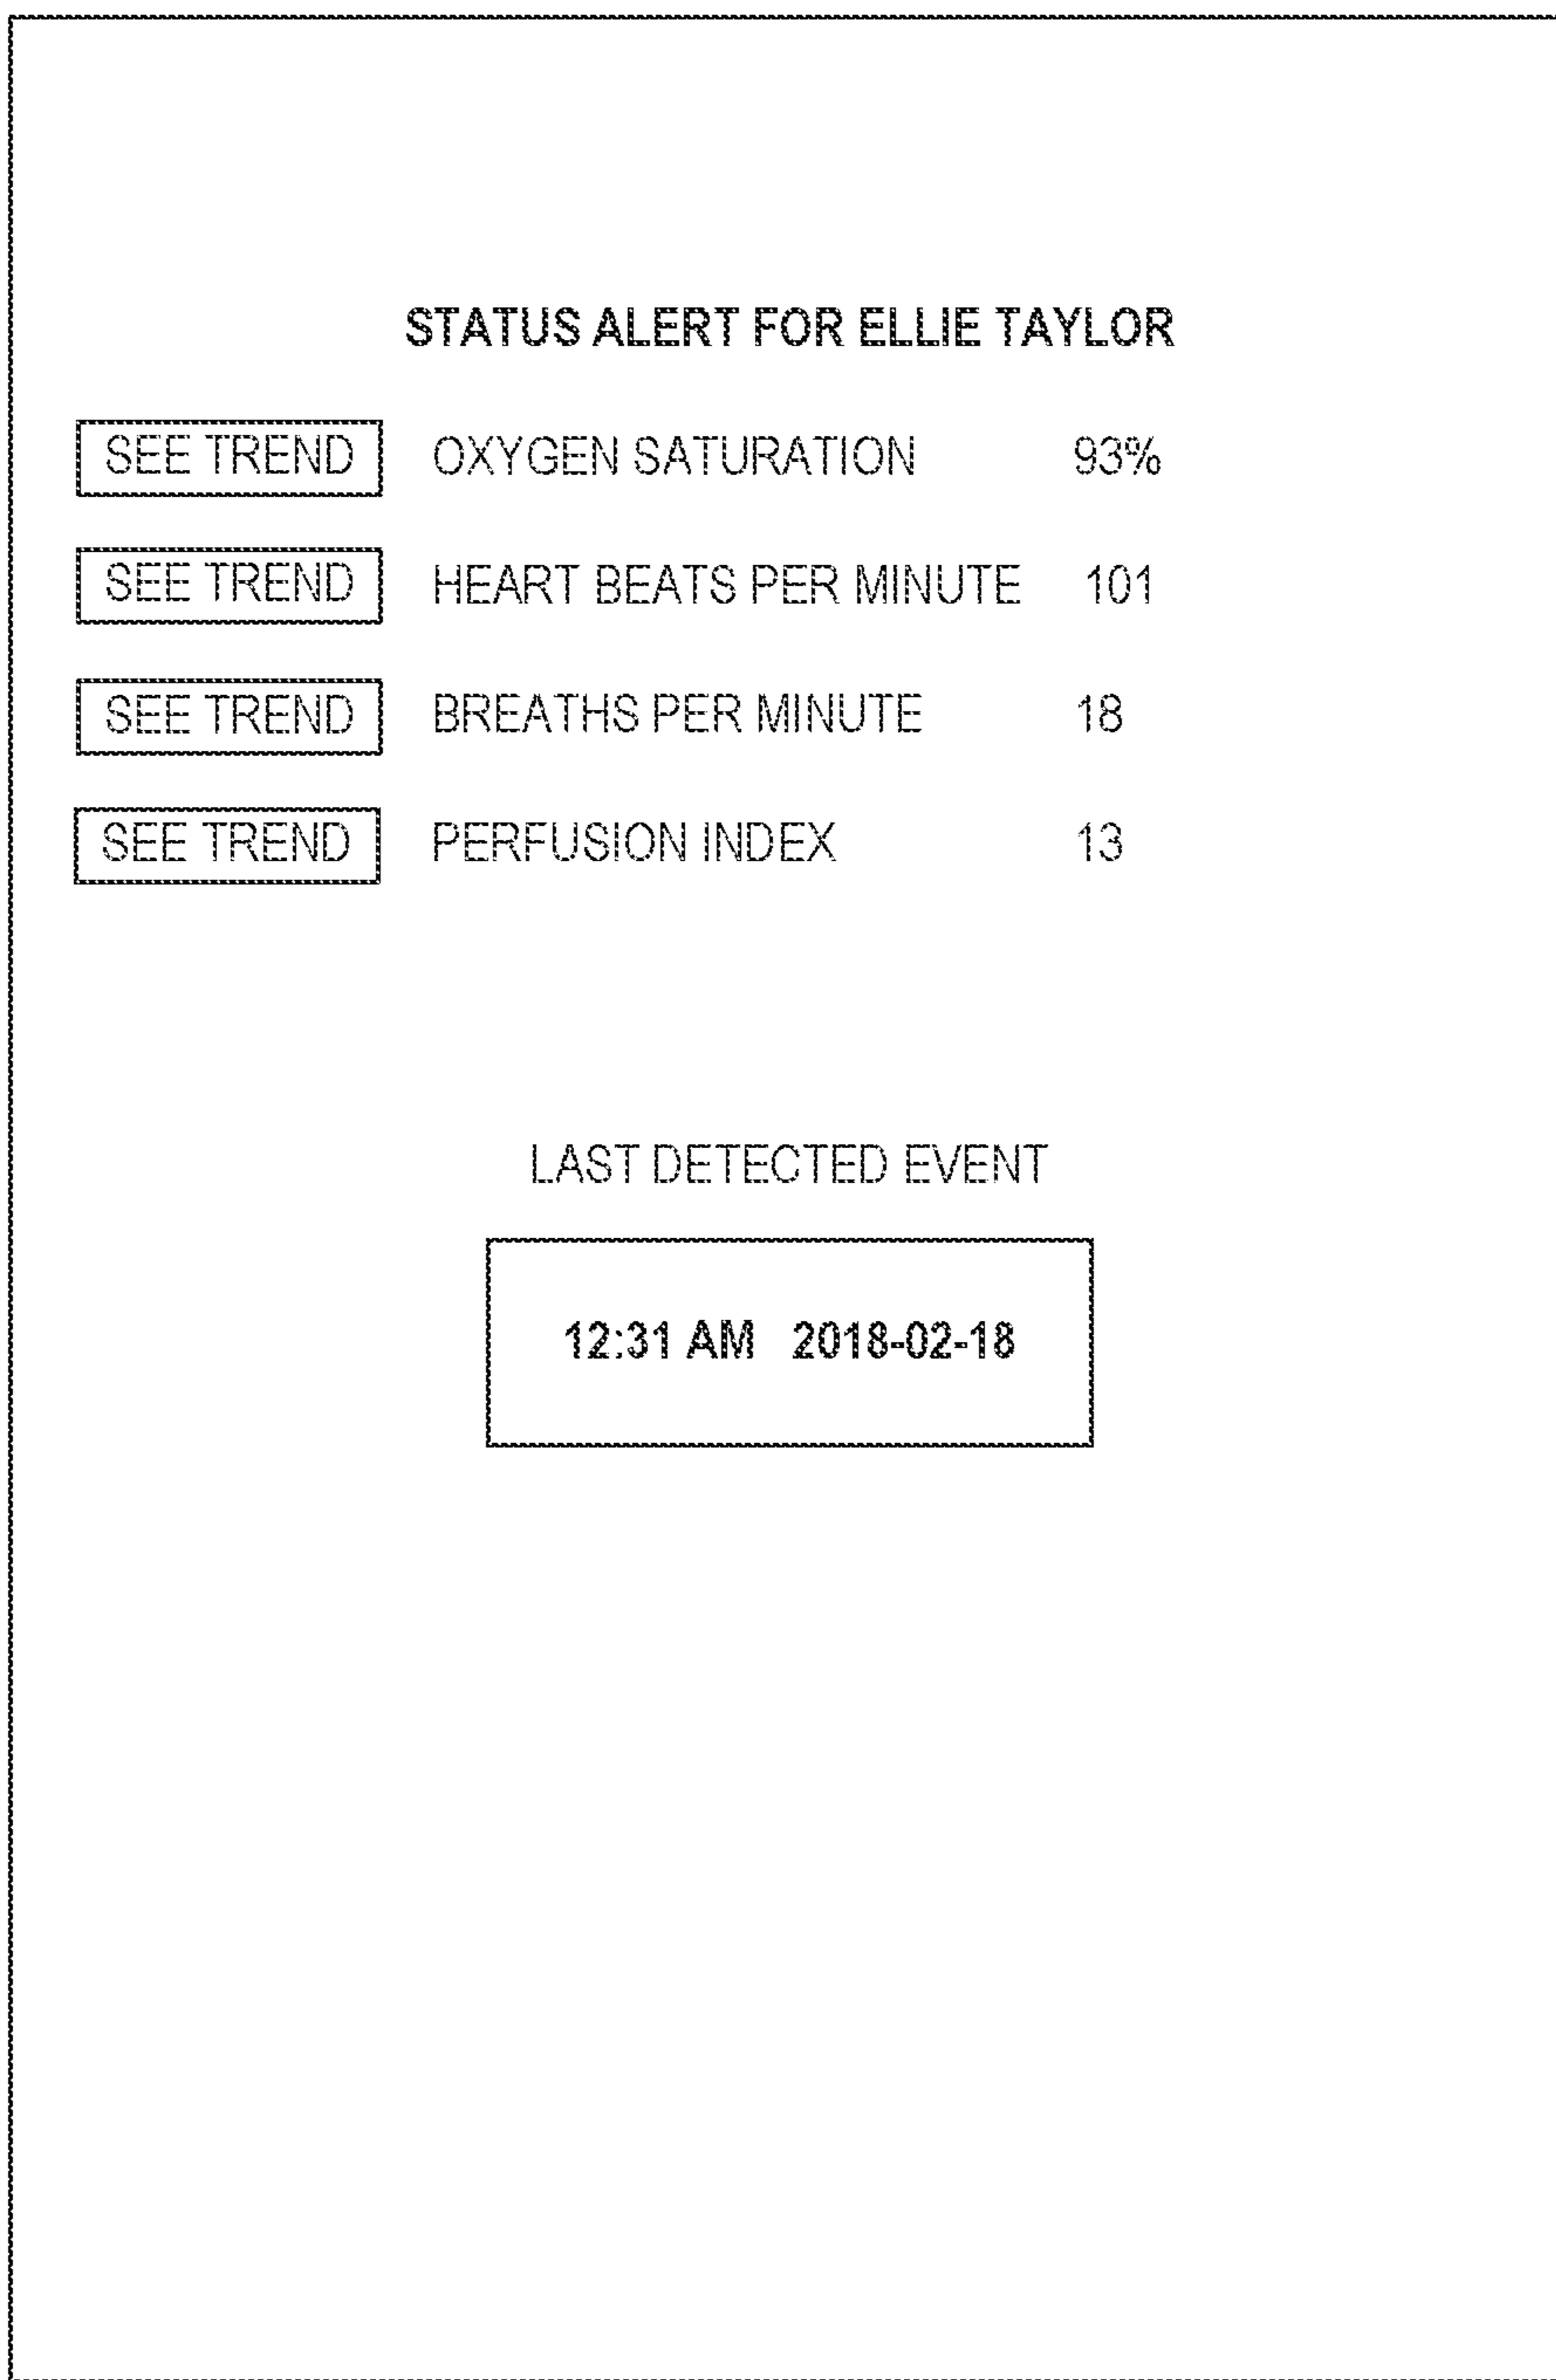 STATUS ALERT FOR ELLIE TAYLOR
SEE TREND OXYGEN SATURATION 93%
SEE TREND HEART BEATS PER MINUTE 101
SEE TREND BREATHS PER MINUTE 18
SEE TREND PERFUSION INDEX 13
LAST DETECTED EVENT
12:31 AM 2018-02-18